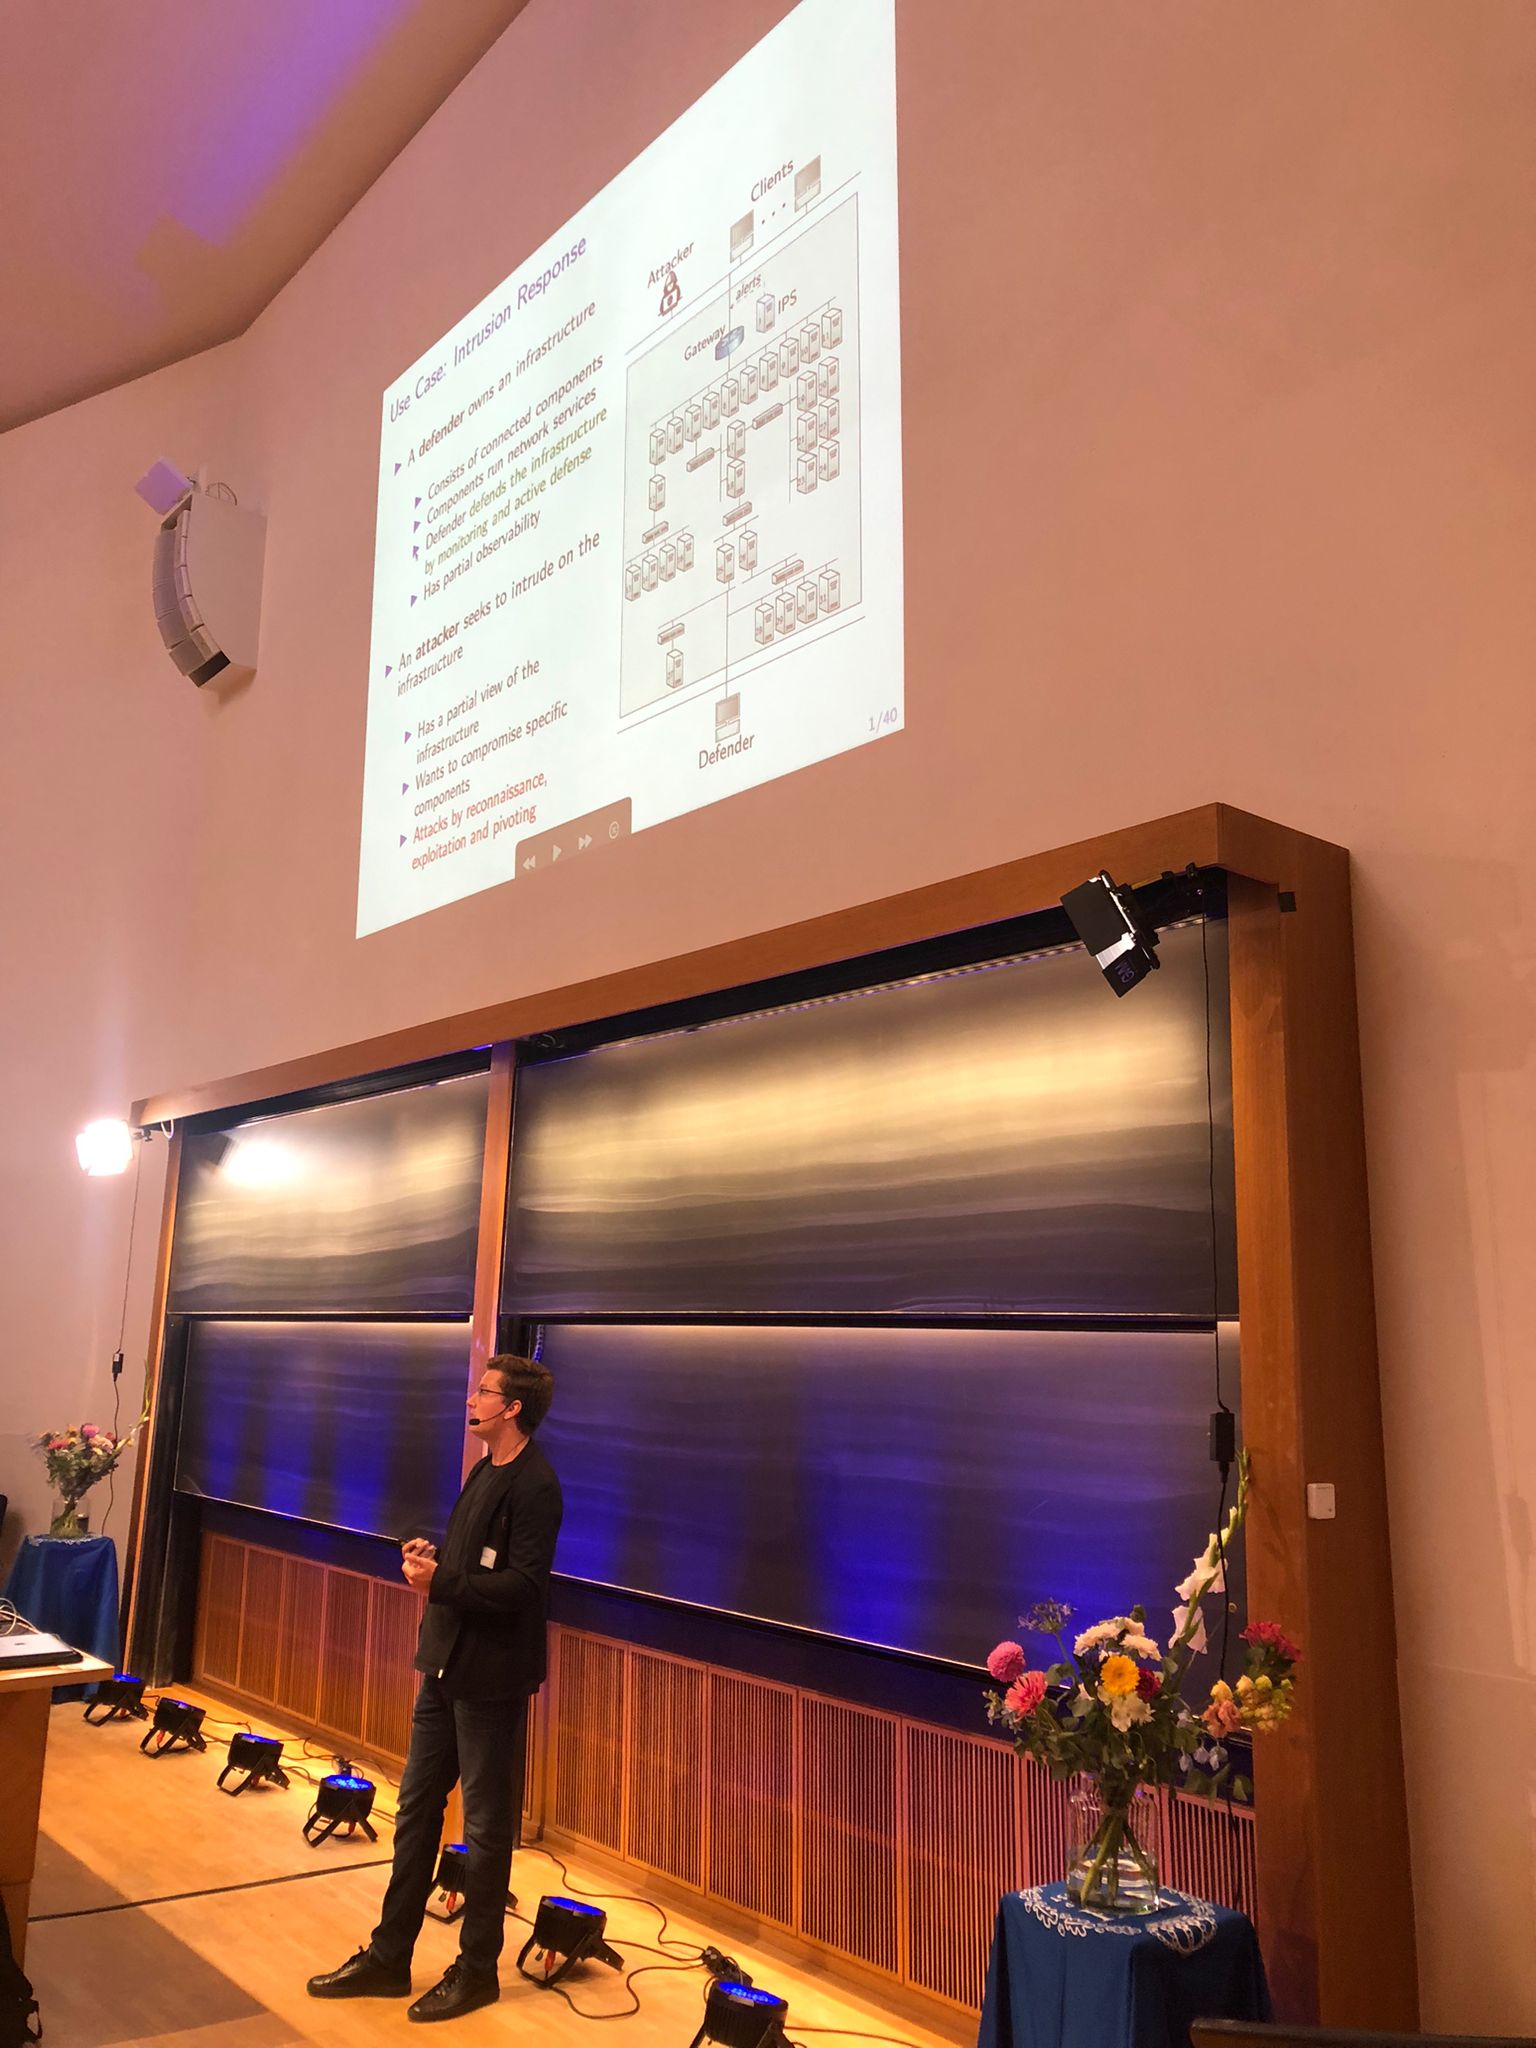 Use Case: Intrusion Response
▶ A defender owns an infrastructure
▶ Consists of connected components
▶ Components run network services
▶ Defender defends the infrastructure
by monitoring and active defense
▶ Has partial observability
▶ An attacker seeks to intrude on the
infrastructure
▶ Has a partial view of the
infrastructure
▶ Wants to compromise specific
components
▶ Attacks by reconnaissance,
exploitation and pivoting
Attacker
Clients
. . .
alerts
IPS
Gateway
Defender
1/40